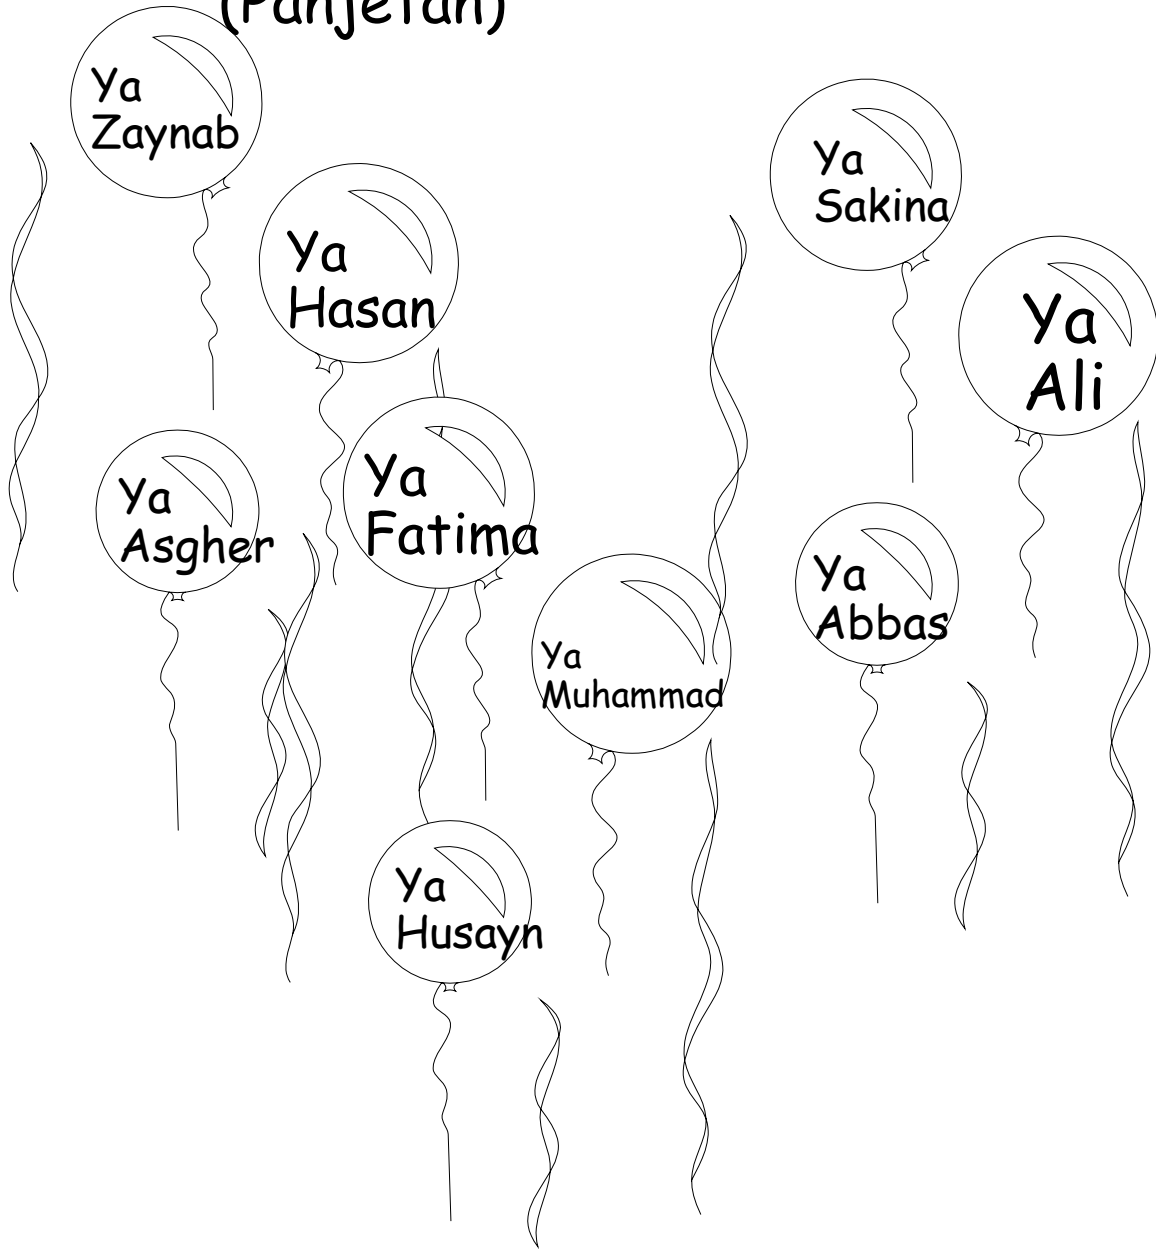 (Panjetan)
Ya
Zaynab
Ya
Sakina
Ya
Hasan
Ya
Ali
Ya
Asgher
Ya
Fatima
Ya
Abbas
Ya
Muhammad
Ya
Husayn